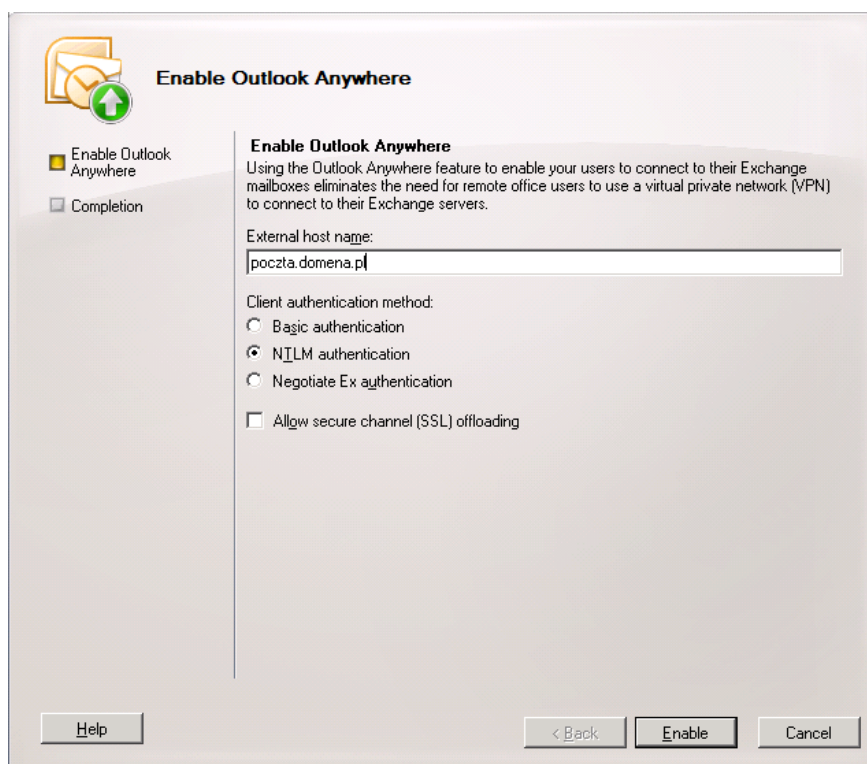 Enable Outlook Anywhere
Enable Outlook
Anywhere
Completion
Enable Outlook Anywhere
Using the Outlook Anywhere feature to enable your users to connect to their Exchange
mailboxes eliminates the need for remote office users to use a virtual private network (VPN)
to connect to their Exchange servers.
External host name:
poczta.domena.pl
Client authentication method:
Basic authentication
NTLM authentication
Negotiate Ex authentication
Allow secure channel (SSL) offloading
Help
< Back
Enable
Cancel